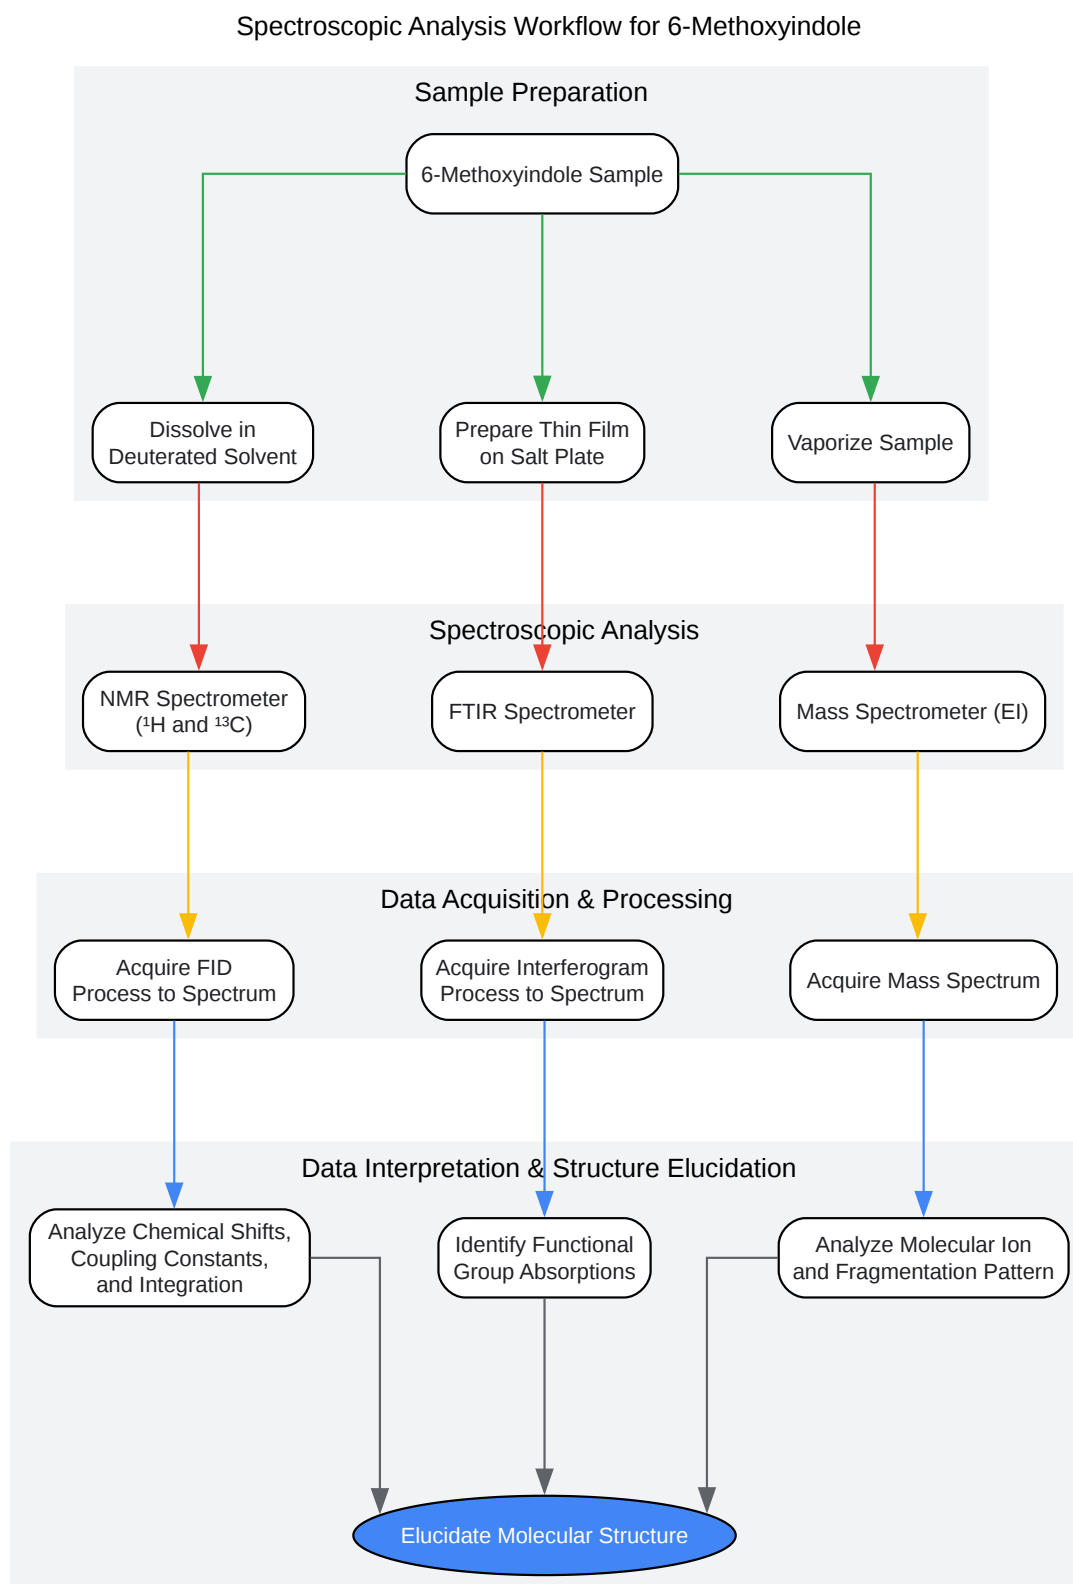 Spectroscopic Analysis Workflow for 6-Methoxyindole
Sample Preparation
6-Methoxyindole Sample
Dissolve in
Deuterated Solvent
Prepare Thin Film
on Salt Plate
Vaporize Sample
Spectroscopic Analysis
NMR Spectrometer
(¹H and ¹³C)
FTIR Spectrometer
Mass Spectrometer (EI)
Data Acquisition & Processing
Acquire FID
Process to Spectrum
Acquire Interferogram
Process to Spectrum
Acquire Mass Spectrum
Data Interpretation & Structure Elucidation
Analyze Chemical Shifts,
Coupling Constants,
and Integration
Identify Functional
Group Absorptions
Analyze Molecular Ion
and Fragmentation Pattern
Elucidate Molecular Structure